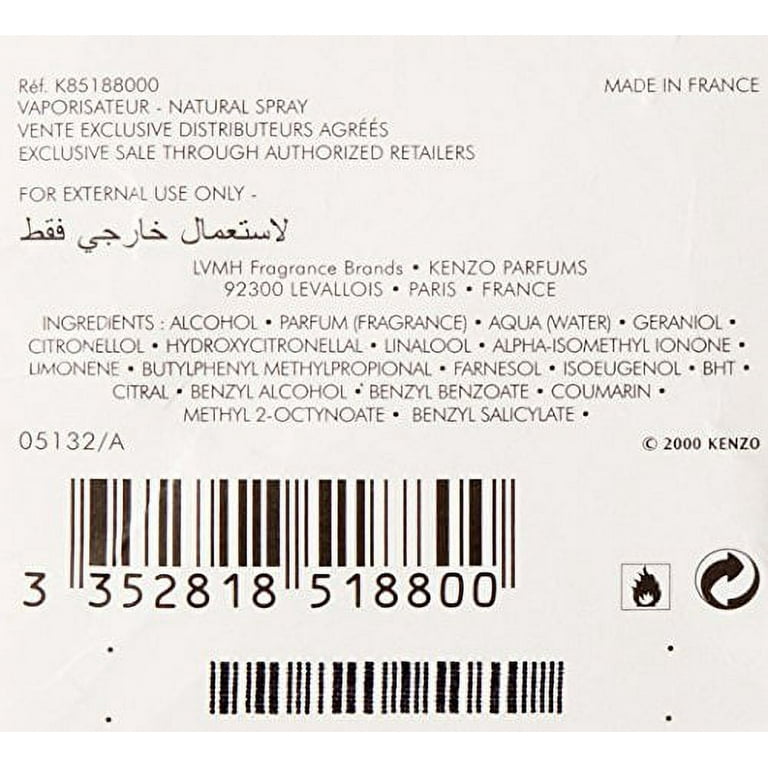 Réf. K85188000 MADE IN FRANCE
VAPORISATEUR - NATURAL SPRAY
VENTE EXCLUSIVE DISTRIBUTEURS AGRÉÉS
EXCLUSIVE SALE THROUGH AUTHORIZED RETAILERS
FOR EXTERNAL USE ONLY -
لاستعمال خارجي فقط
LVMH Fragrance Brands • KENZO PARFUMS
92300 LEVALLOIS • PARIS • FRANCE
INGREDIENTS : ALCOHOL • PARFUM (FRAGRANCE) • AQUA (WATER) • GERANIOL •
CITRONELLOL • HYDROXYCITRONELLAL • LINALOOL • ALPHA-ISOMETHYL IONONE •
LIMONENE • BUTYLPHENYL METHYLPROPIONAL • FARNESOL • ISOEUGENOL • BHT •
CITRAL • BENZYL ALCOHOL • BENZYL BENZOATE • COUMARIN •
METHYL 2-OCTYNOATE • BENZYL SALICYLATE •
05132/A © 2000 KENZO
3 352818 518800